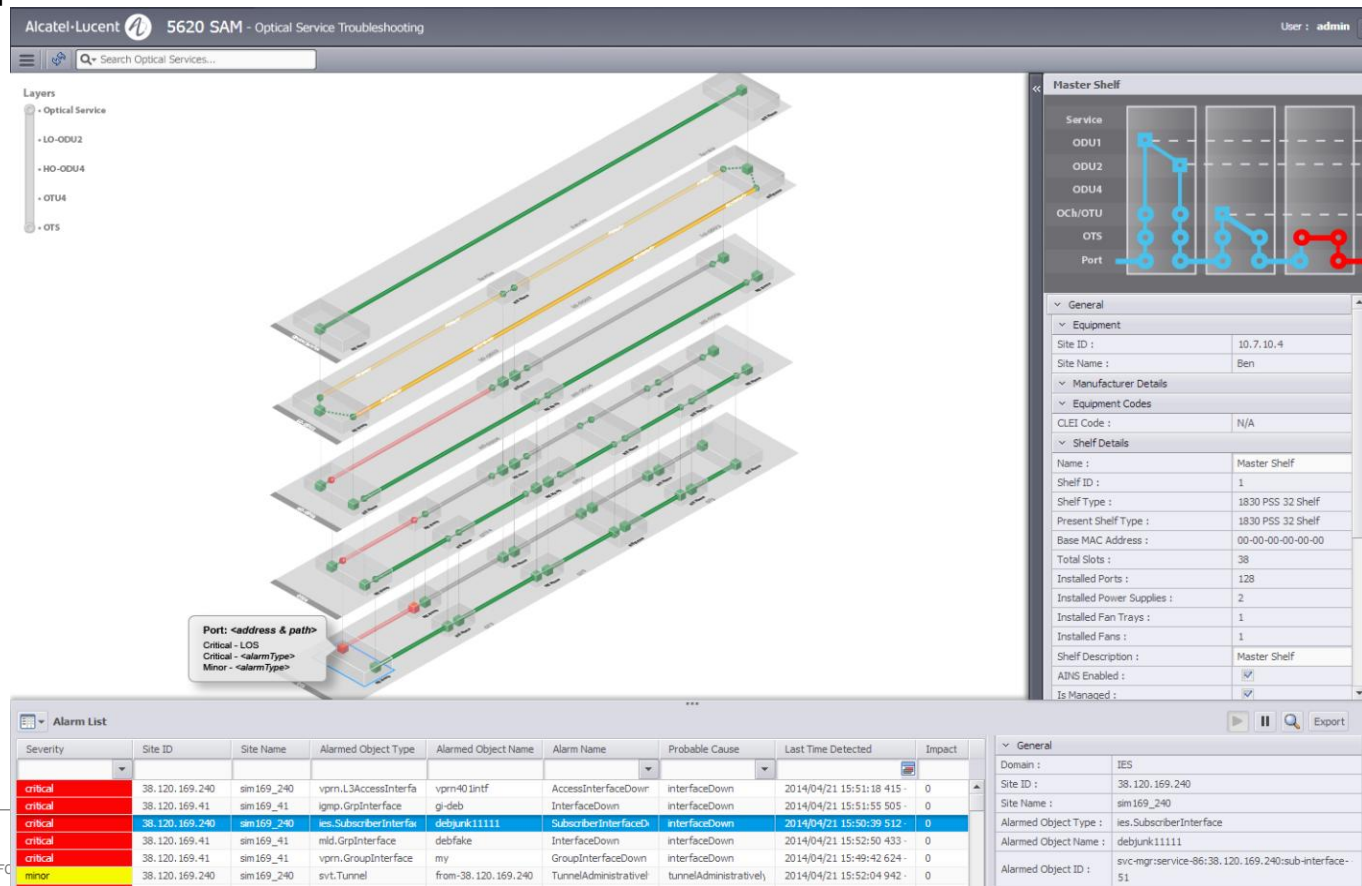 Alcatel·Lucent 5620 SAM - Optical Service Troubleshooting User : admin
Search Optical Services...
Layers
Optical Service
LO-ODU2
HO-ODU4
OTU4
OTS
Port: <address & path>
Critical - LOS
Critical - <alarmType>
Minor - <alarmType>
Master Shelf
Service
ODU1
ODU2
ODU4
OCh/OTU
OTS
Port
General
Equipment
Site ID : 10.7.10.4
Site Name : Ben
Manufacturer Details
Equipment Codes
CLEI Code : N/A
Shelf Details
Name : Master Shelf
Shelf ID : 1
Shelf Type : 1830 PSS 32 Shelf
Present Shelf Type : 1830 PSS 32 Shelf
Base MAC Address : 00-00-00-00-00-00
Total Slots : 38
Installed Ports : 128
Installed Power Supplies : 2
Installed Fan Trays : 1
Installed Fans : 1
Shelf Description : Master Shelf
AINS Enabled :
Is Managed :
Alarm List Export
Severity Site ID Site Name Alarmed Object Type Alarmed Object Name Alarm Name Probable Cause Last Time Detected Impact
critical 38.120.169.240 sim169_240 vprn.L3AccessInterfa vprn401intf AccessInterfaceDown interfaceDown 2014/04/21 15:51:18 415 - 0
critical 38.120.169.41 sim169_41 igmp.GrpInterface gi-deb InterfaceDown interfaceDown 2014/04/21 15:51:55 505 - 0
critical 38.120.169.240 sim169_240 ies.SubscriberInterfac debjunk11111 SubscriberInterfaceD interfaceDown 2014/04/21 15:50:39 512 - 0
critical 38.120.169.240 sim169_240 mld.GrpInterface debfake InterfaceDown interfaceDown 2014/04/21 15:52:50 433 - 0
critical 38.120.169.41 sim169_41 vprn.GroupInterface my GroupInterfaceDown interfaceDown 2014/04/21 15:49:42 624 - 0
minor 38.120.169.240 sim169_240 svt.Tunnel from-38.120.169.240 TunnelAdministrativel tunnelAdministratively 2014/04/21 15:52:04 942 - 0
General
Domain : IES
Site ID : 38.120.169.240
Site Name : sim169_240
Alarmed Object Type : ies.SubscriberInterface
Alarmed Object Name : debjunk11111
Alarmed Object ID : svc-mgr:service-86:38.120.169.240:sub-interface-
51